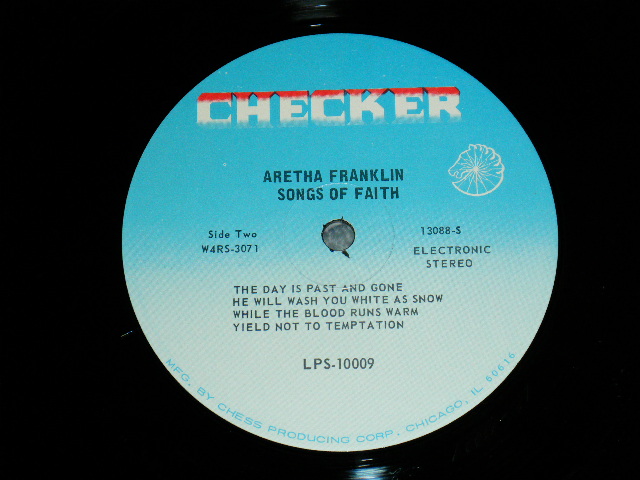 CHECKER
ARETHA FRANKLIN
SONGS OF FAITH
Side Two
W4RS-3071
13088-S
ELECTRONIC
STEREO
THE DAY IS PAST AND GONE
HE WILL WASH YOU WHITE AS SNOW
WHILE THE BLOOD RUNS WARM
YIELD NOT TO TEMPTATION
LPS-10009
MFG. BY CHESS PRODUCING CORP., CHICAGO, IL 60616